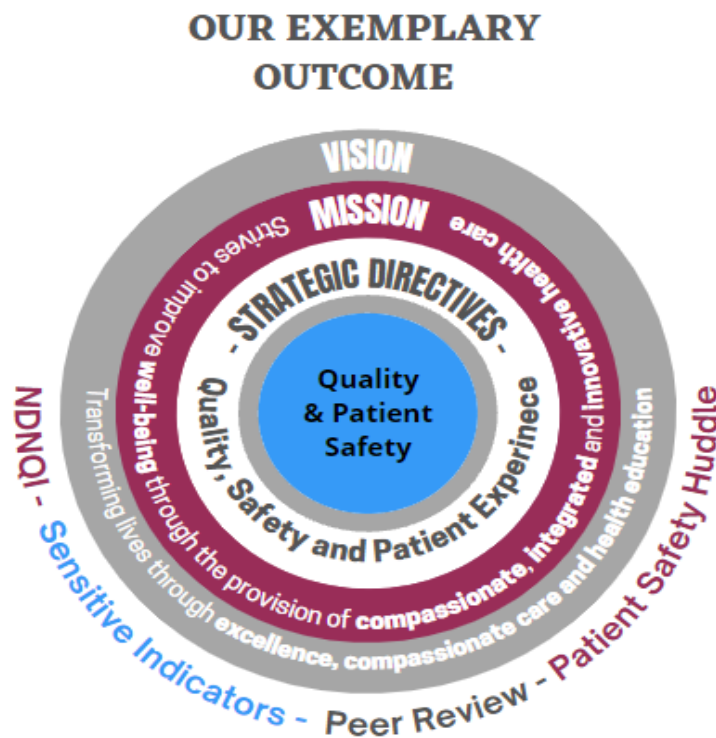 OUR EXEMPLARY
OUTCOME
VISION
Transforming lives through excellence, compassionate care and health education
MISSION
Strives to improve well-being through the provision of compassionate, integrated and innovative health care
- STRATEGIC DIRECTIVES -
Quality, Safety and Patient Experinece
Quality
& Patient
Safety
NDNQI - Sensitive Indicators - Peer Review - Patient Safety Huddle